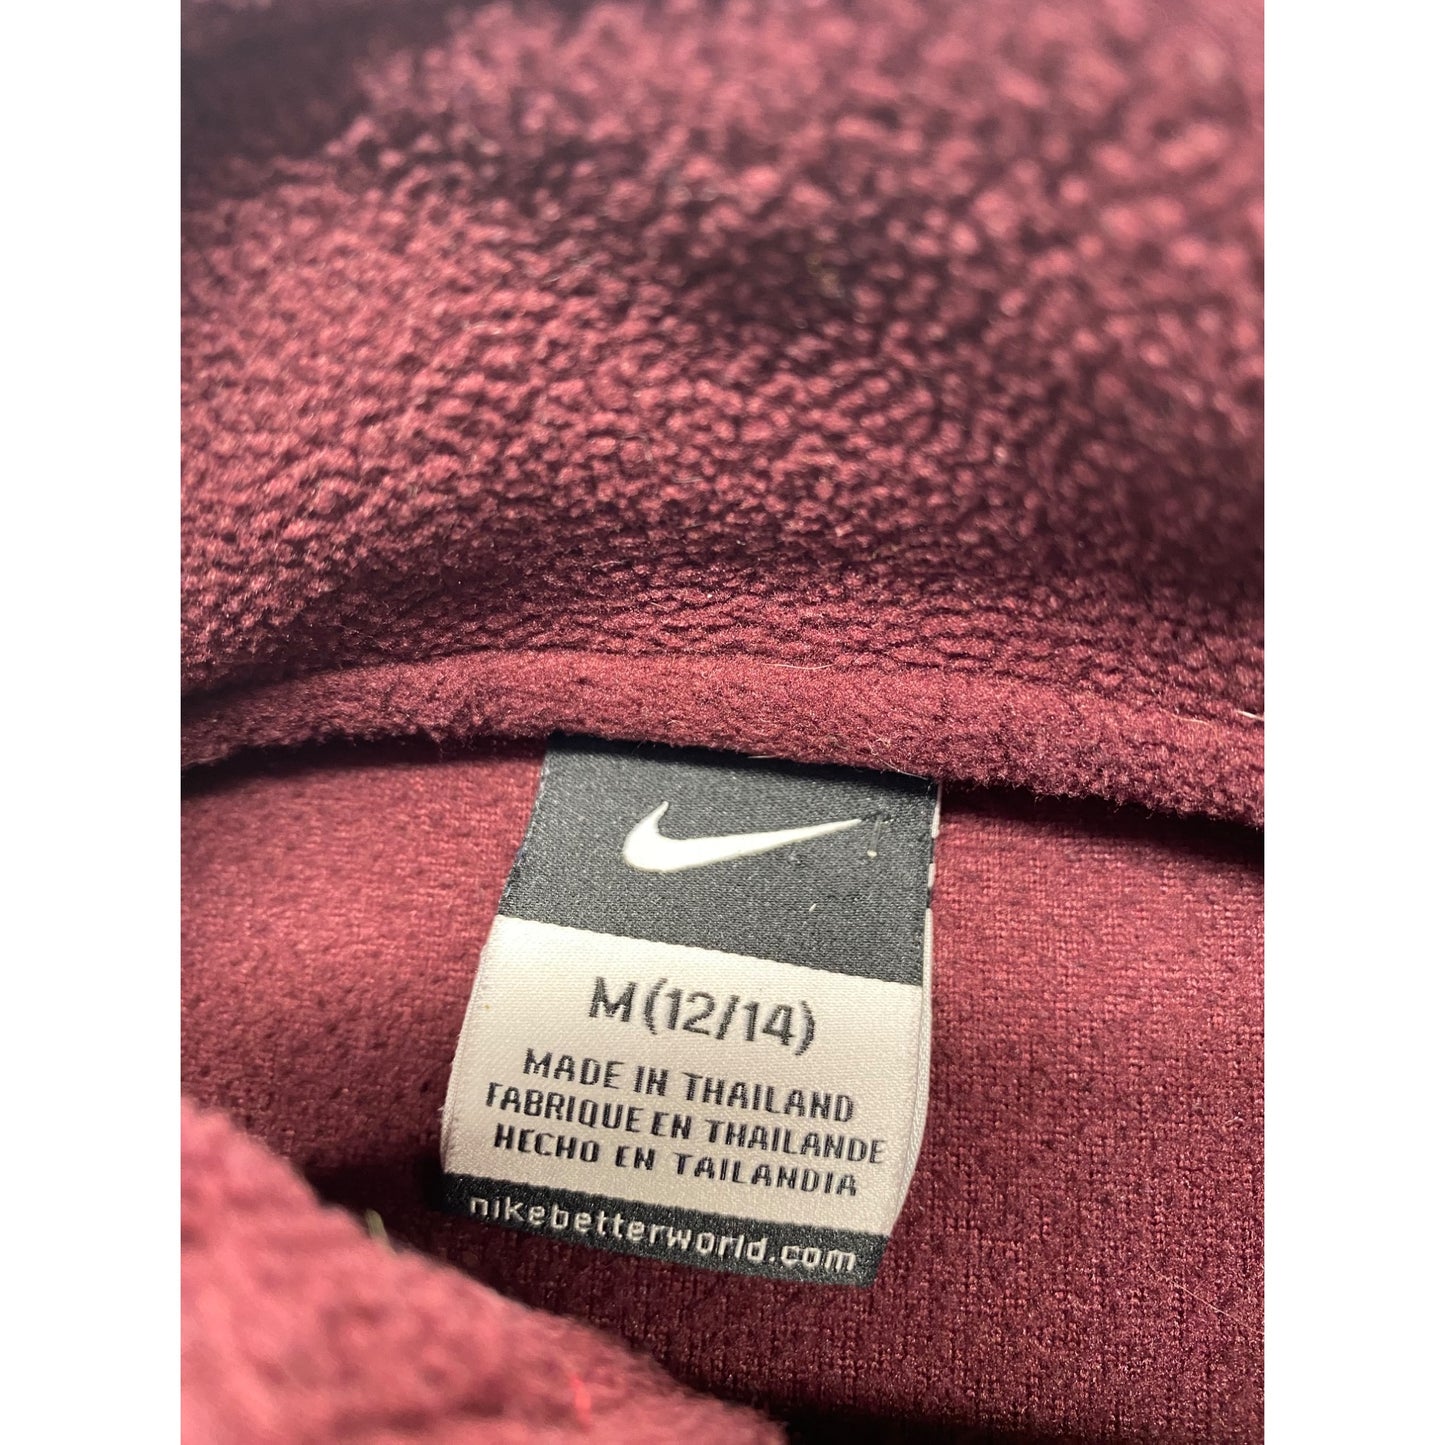 M(12/14)
MADE IN THAILAND
FABRIQUE EN THAILANDE
HECHO EN TAILANDIA
nikebetterworld.com